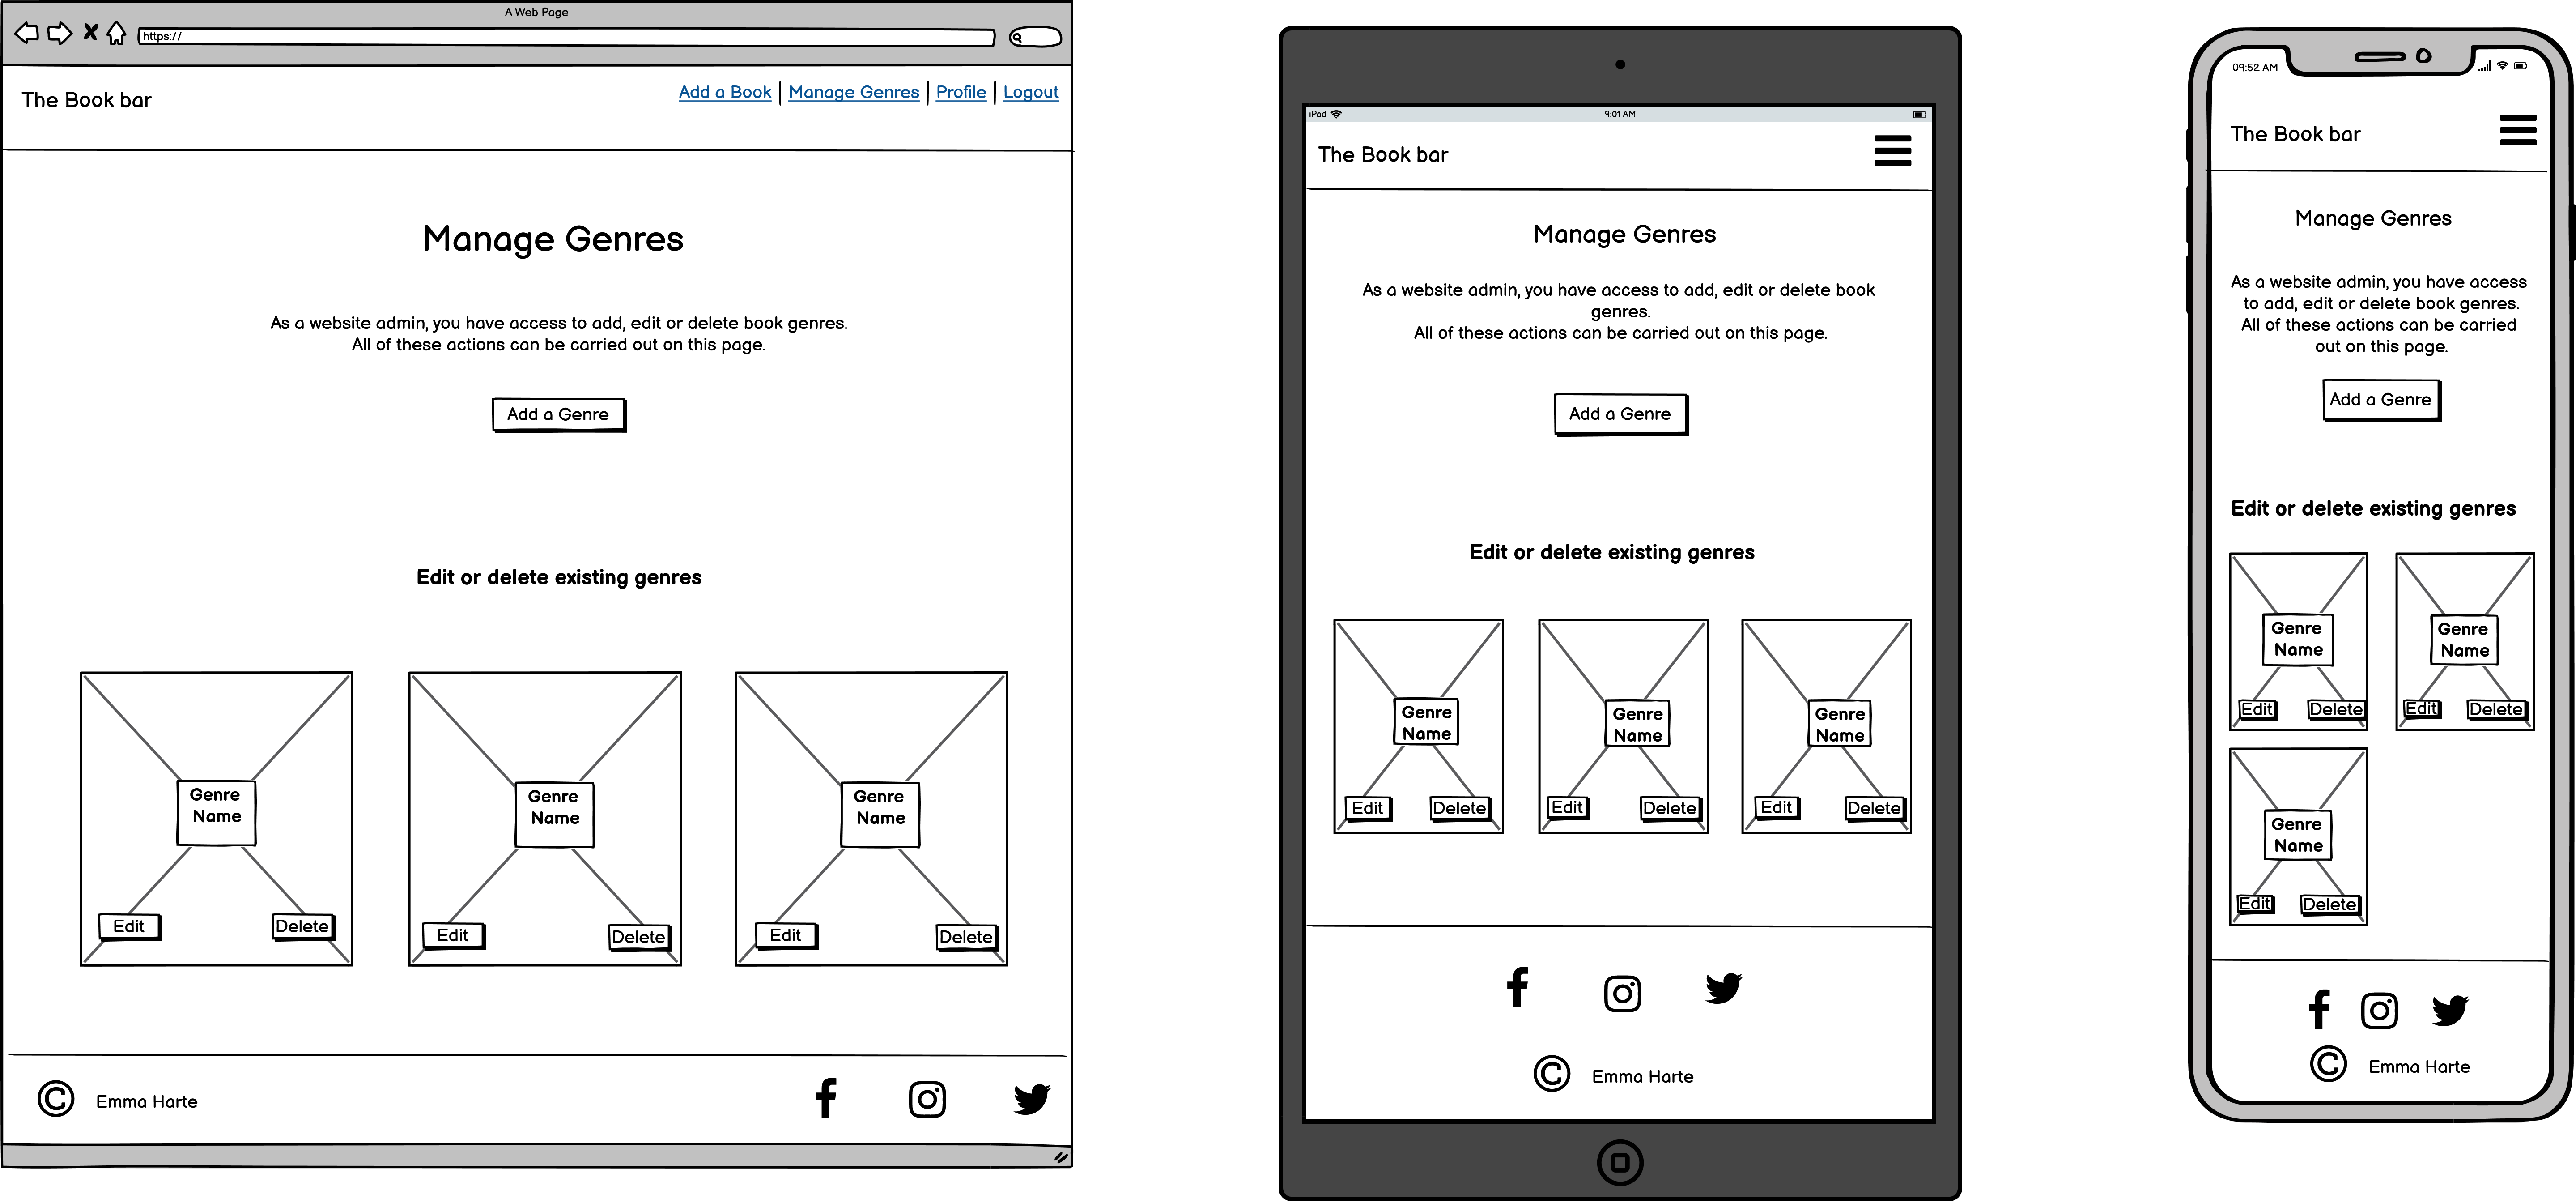 A Web Page
https://
The Book bar
Add a Book | Manage Genres | Profile | Logout
Manage Genres
As a website admin, you have access to add, edit or delete book genres.
All of these actions can be carried out on this page.
Add a Genre
Edit or delete existing genres
Genre
Name
Edit
Delete
Genre
Name
Edit
Delete
Genre
Name
Edit
Delete
© Emma Harte
iPad
9:01 AM
The Book bar
Manage Genres
As a website admin, you have access to add, edit or delete book
genres.
All of these actions can be carried out on this page.
Add a Genre
Edit or delete existing genres
Genre
Name
Edit
Delete
Genre
Name
Edit
Delete
Genre
Name
Edit
Delete
© Emma Harte
09:52 AM
The Book bar
Manage Genres
As a website admin, you have access
to add, edit or delete book genres.
All of these actions can be carried
out on this page.
Add a Genre
Edit or delete existing genres
Genre
Name
Edit
Delete
Genre
Name
Edit
Delete
Genre
Name
Edit
Delete
© Emma Harte